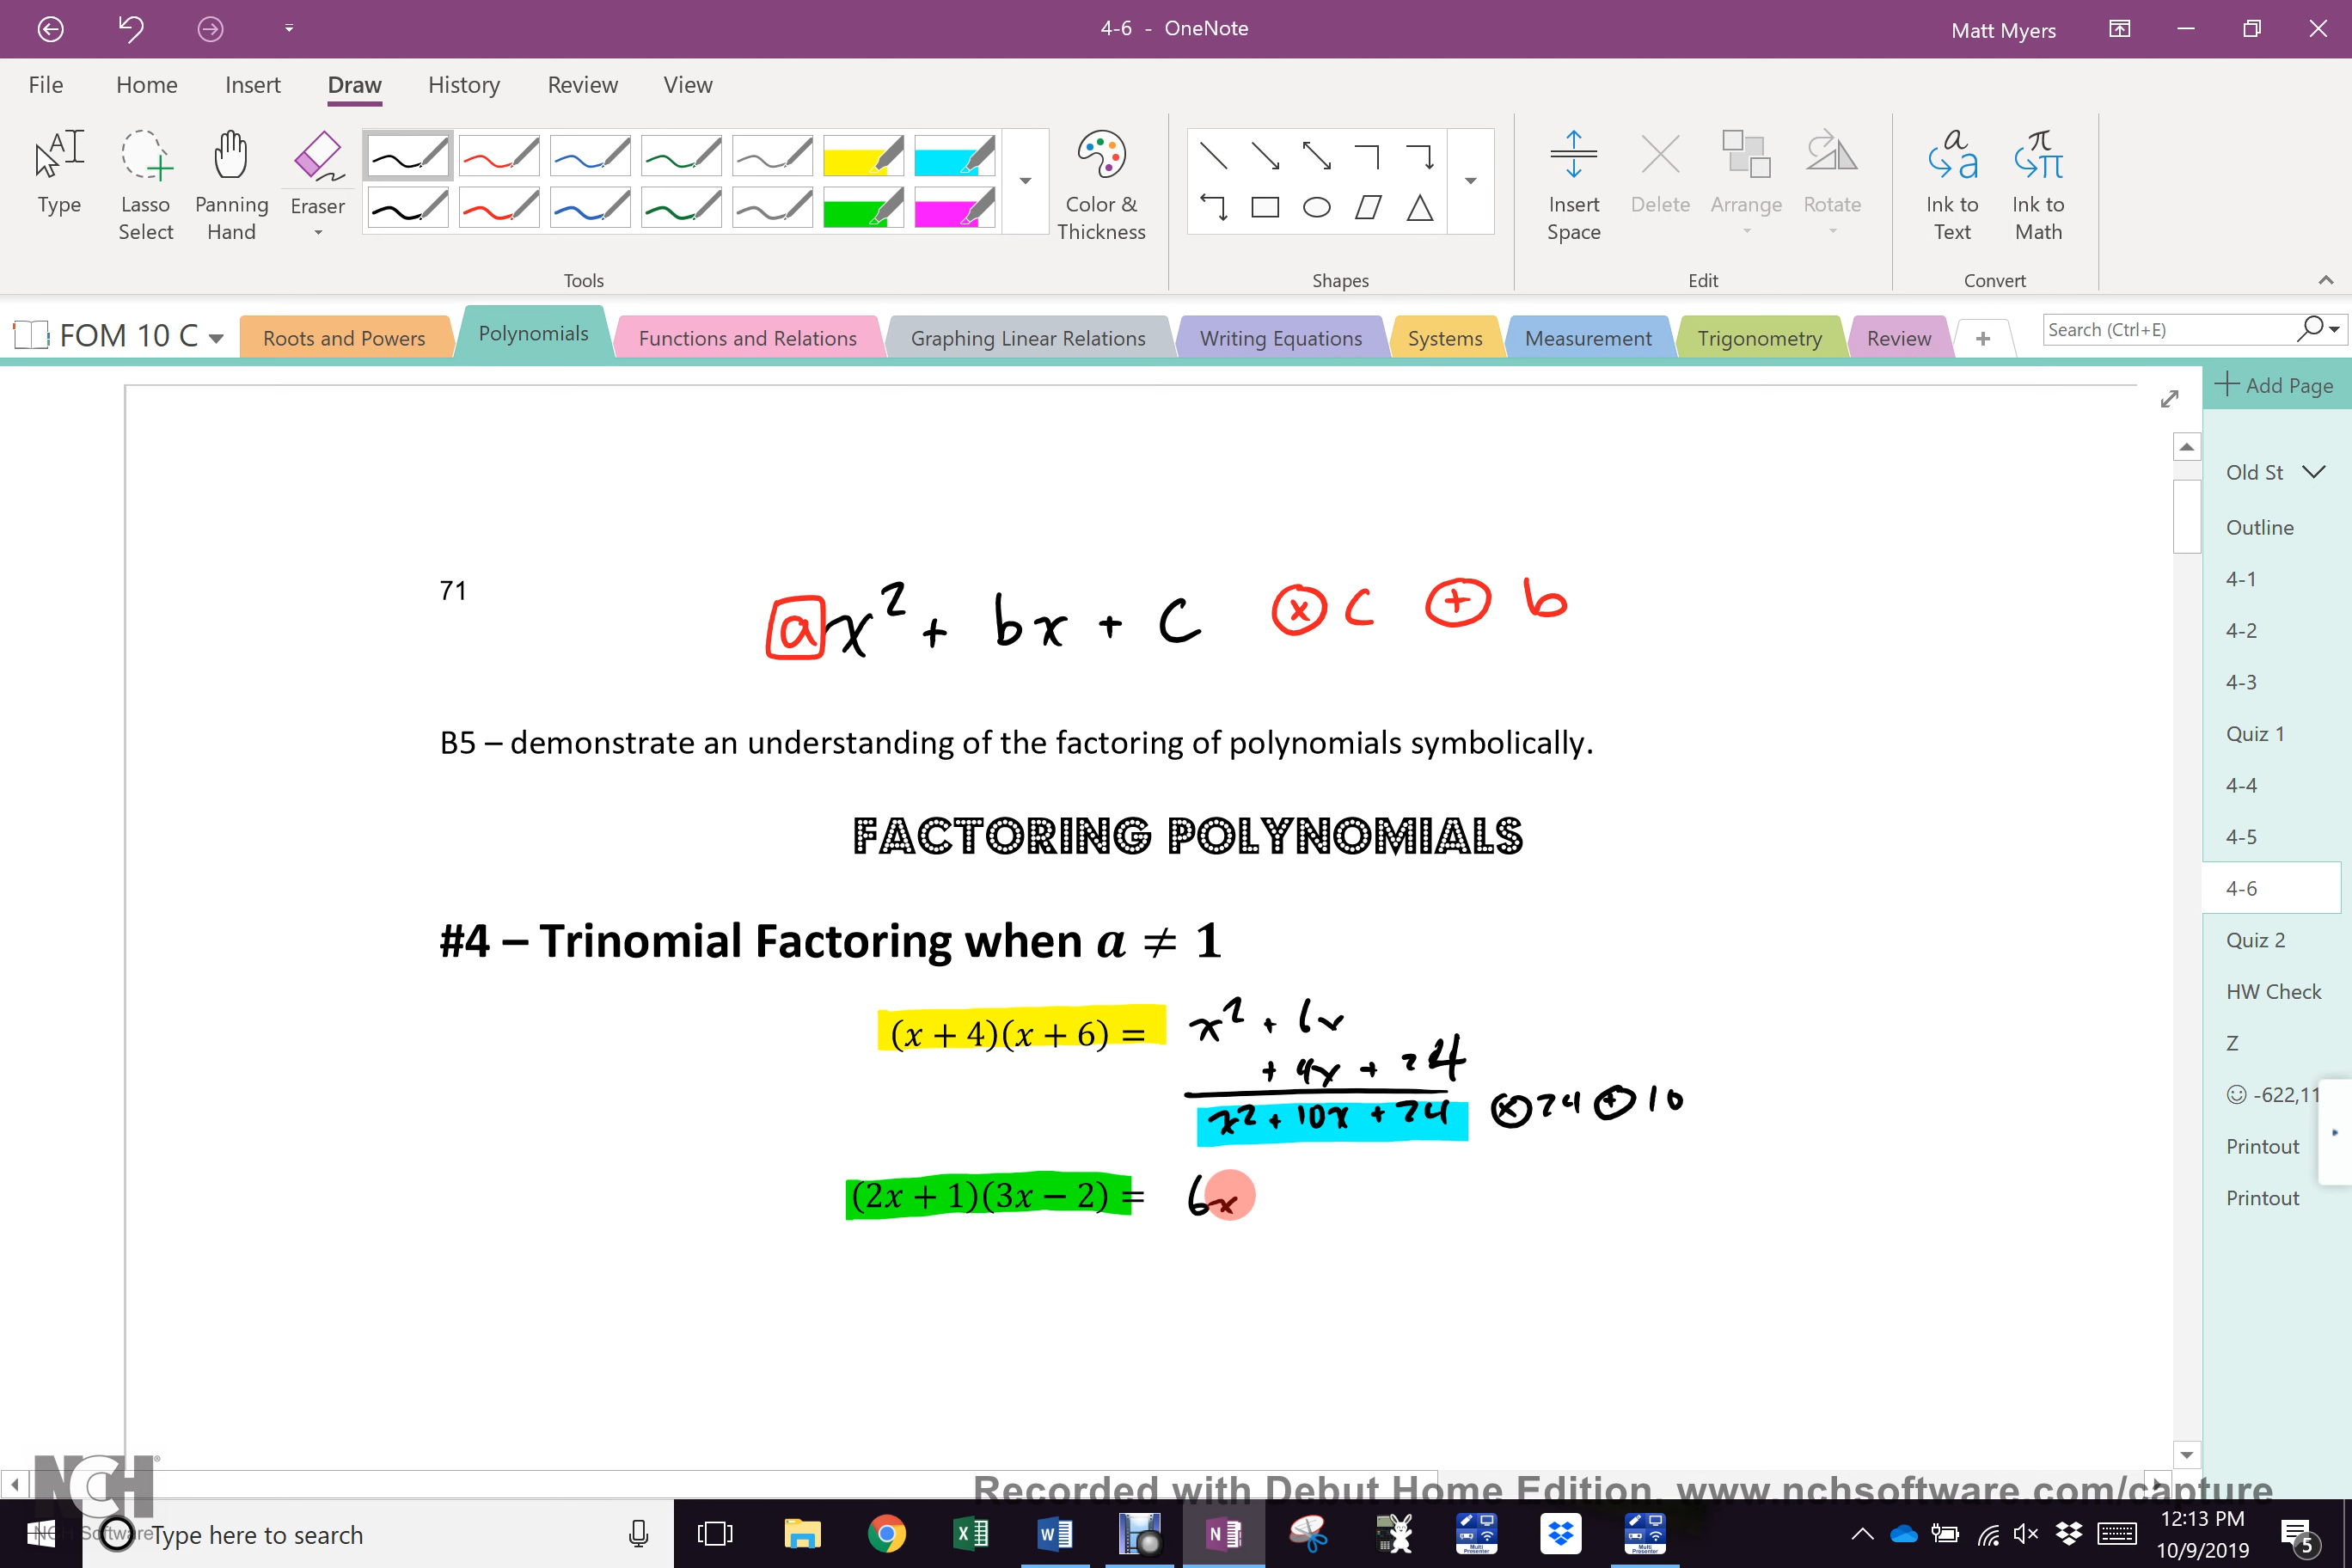 4-6 - OneNote
Matt Myers
File Home Insert Draw History Review View
Type
Lasso Select
Panning Hand
Eraser
Color & Thickness
Insert Space
Delete
Arrange
Rotate
Ink to Text
Ink to Math
Tools
Shapes
Edit
Convert
FOM 10 C
Roots and Powers
Polynomials
Functions and Relations
Graphing Linear Relations
Writing Equations
Systems
Measurement
Trigonometry
Review
Search (Ctrl+E)
Add Page
Old St
Outline
4-1
4-2
4-3
Quiz 1
4-4
4-5
4-6
Quiz 2
HW Check
Z
☺ -622,11
Printout
Printout
71
ax² + bx + c ⊗ c ⊕ b
B5 – demonstrate an understanding of the factoring of polynomials symbolically.
FACTORING POLYNOMIALS
#4 – Trinomial Factoring when a ≠ 1
(x + 4)(x + 6) = x² + 6x
+ 4x + 24
x² + 10x + 24 ⊗ 24 ⊕ 10
(2x + 1)(3x − 2) = 6x
NCH®
NCH Software
Recorded with Debut Home Edition. www.nchsoftware.com/capture
Type here to search
12:13 PM
10/9/2019
5